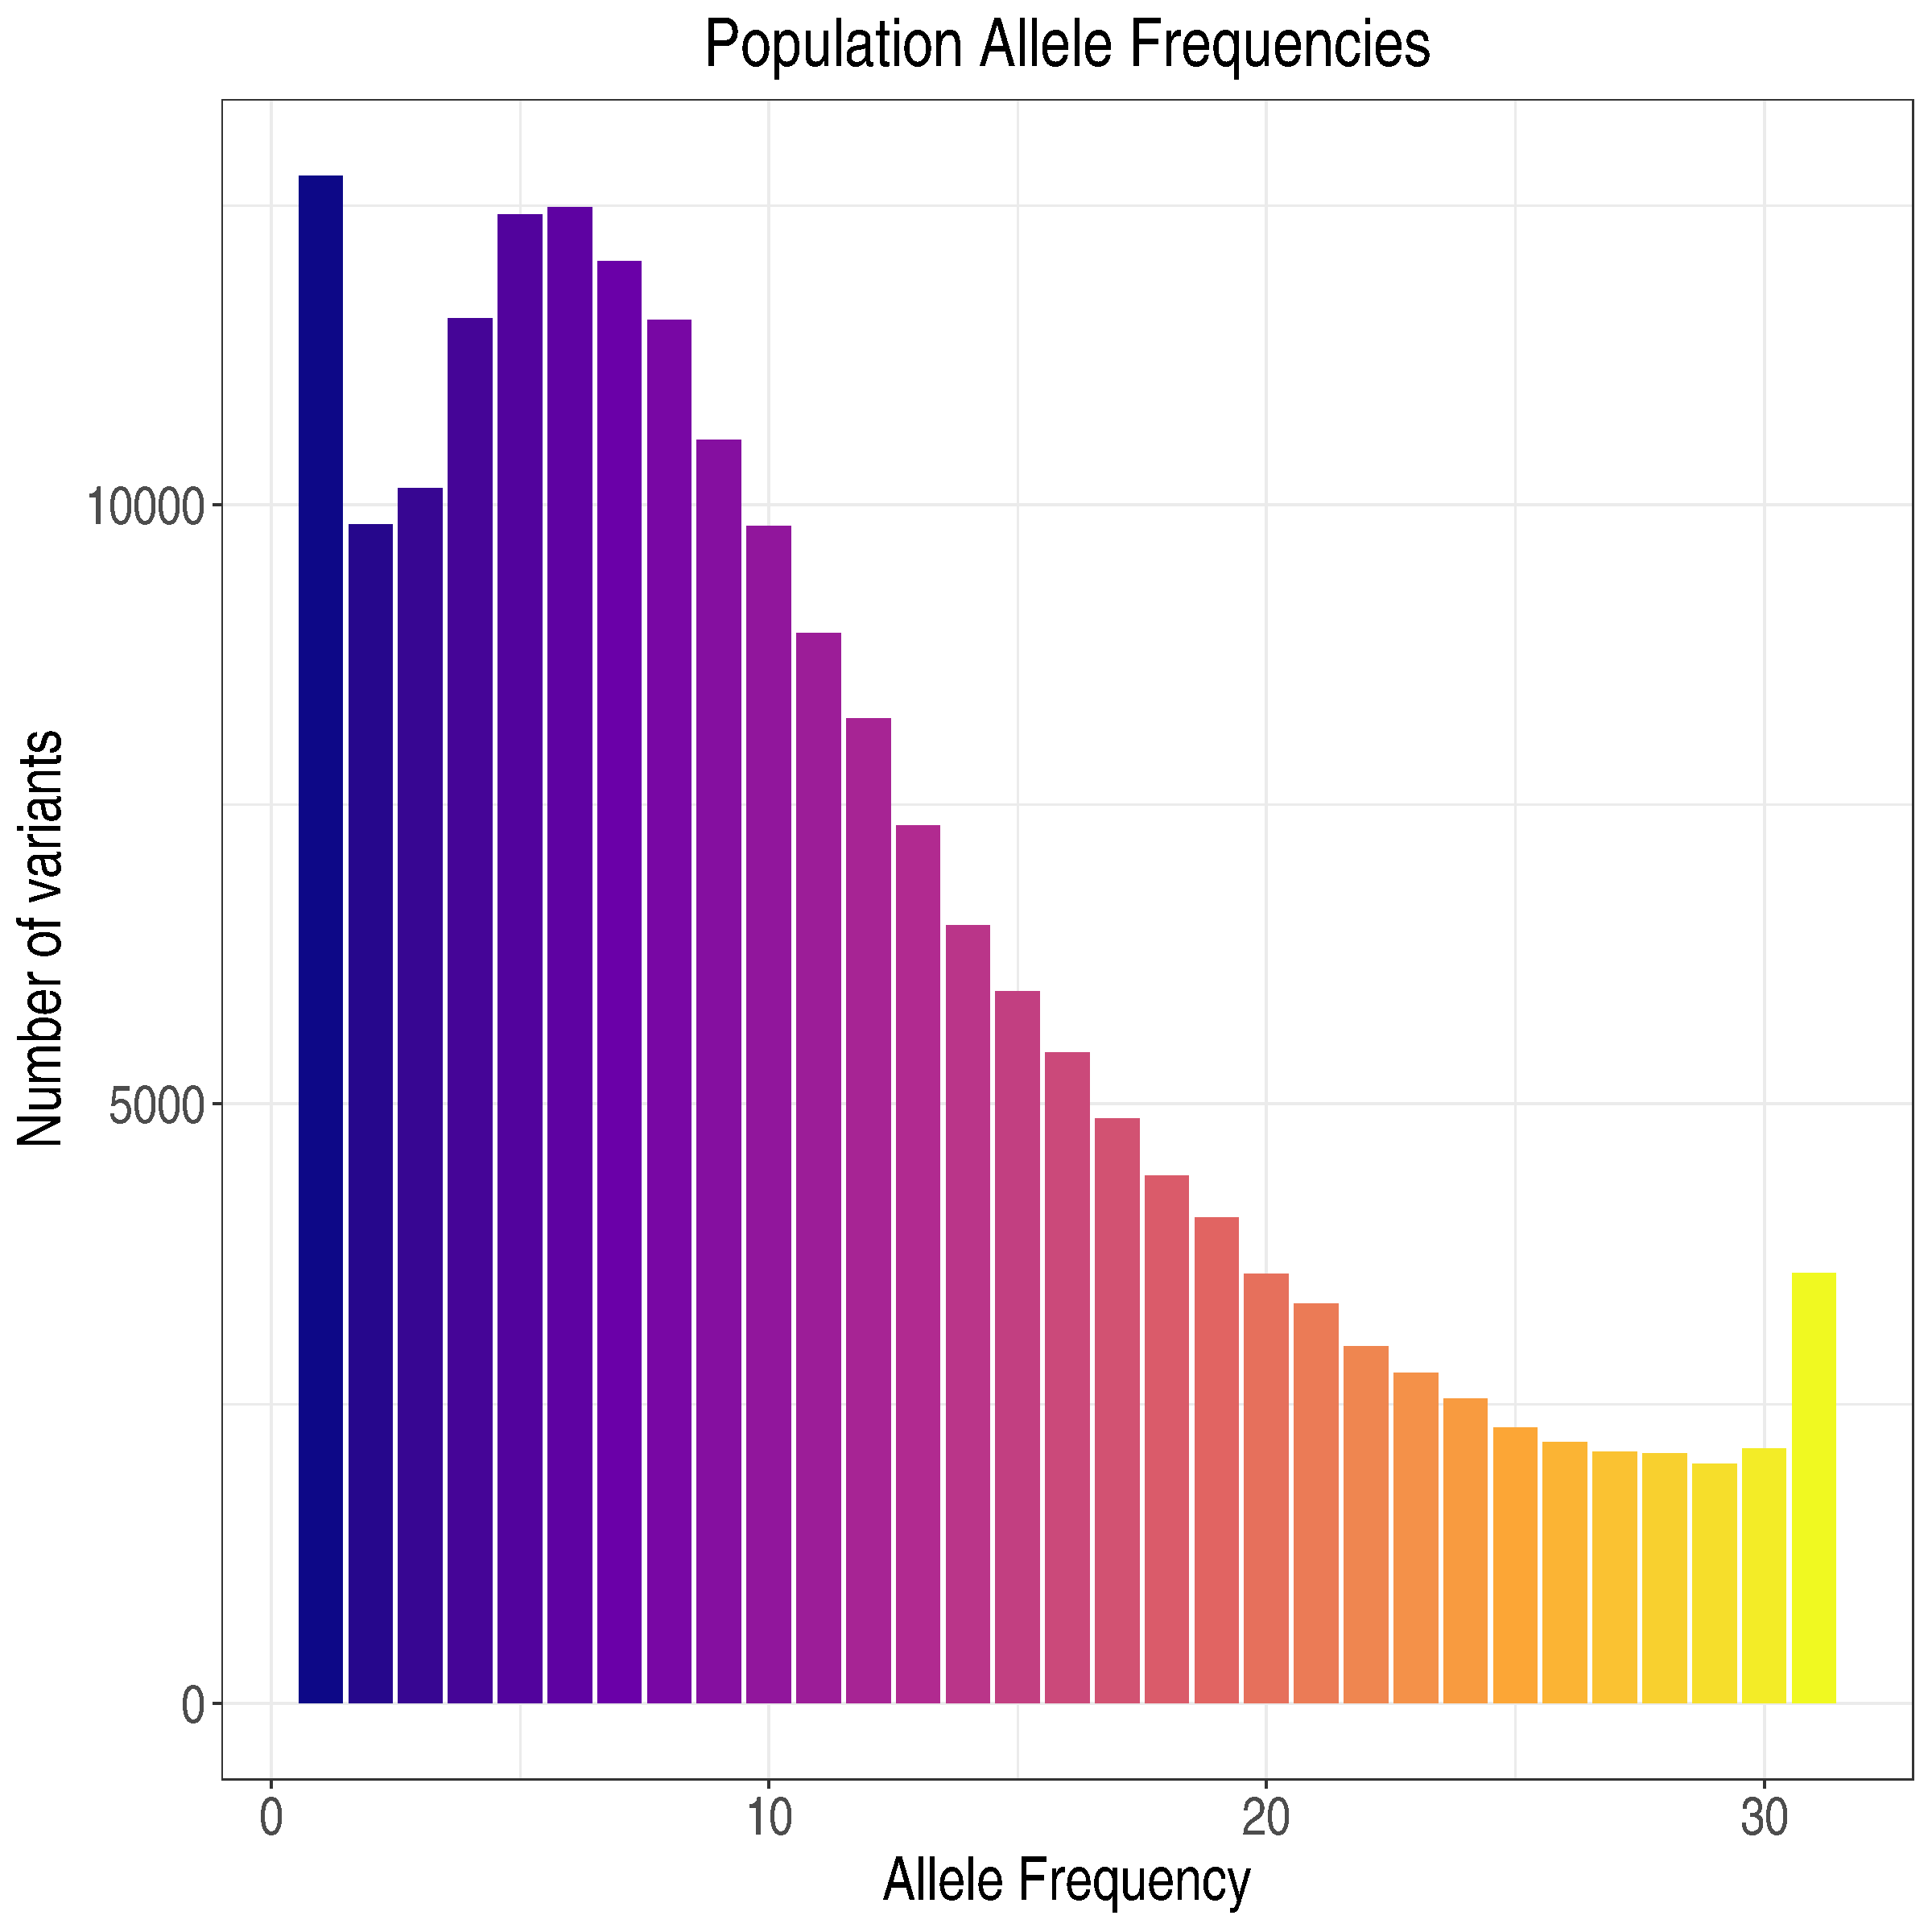 Population Allele Frequencies
Number of variants
10000
5000
0
0 10 20 30
Allele Frequency